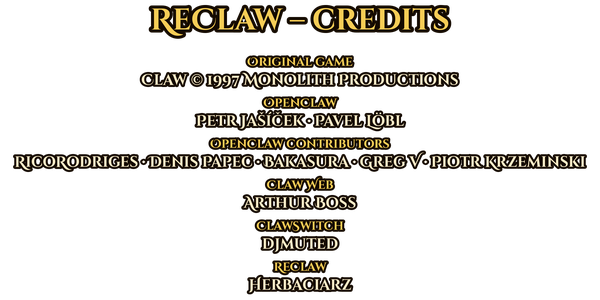 Reclaw – Credits
Original game
Claw © 1997 Monolith Productions
OpenClaw
Petr Jašíček • Pavel Löbl
OpenClaw contributors
RicoRodriges • Denis Papec • Bakasura • Greg V • Piotr Krzeminski
Claw Web
Arthur Boss
ClawSwitch
DJMuted
Reclaw
Herbaciarz